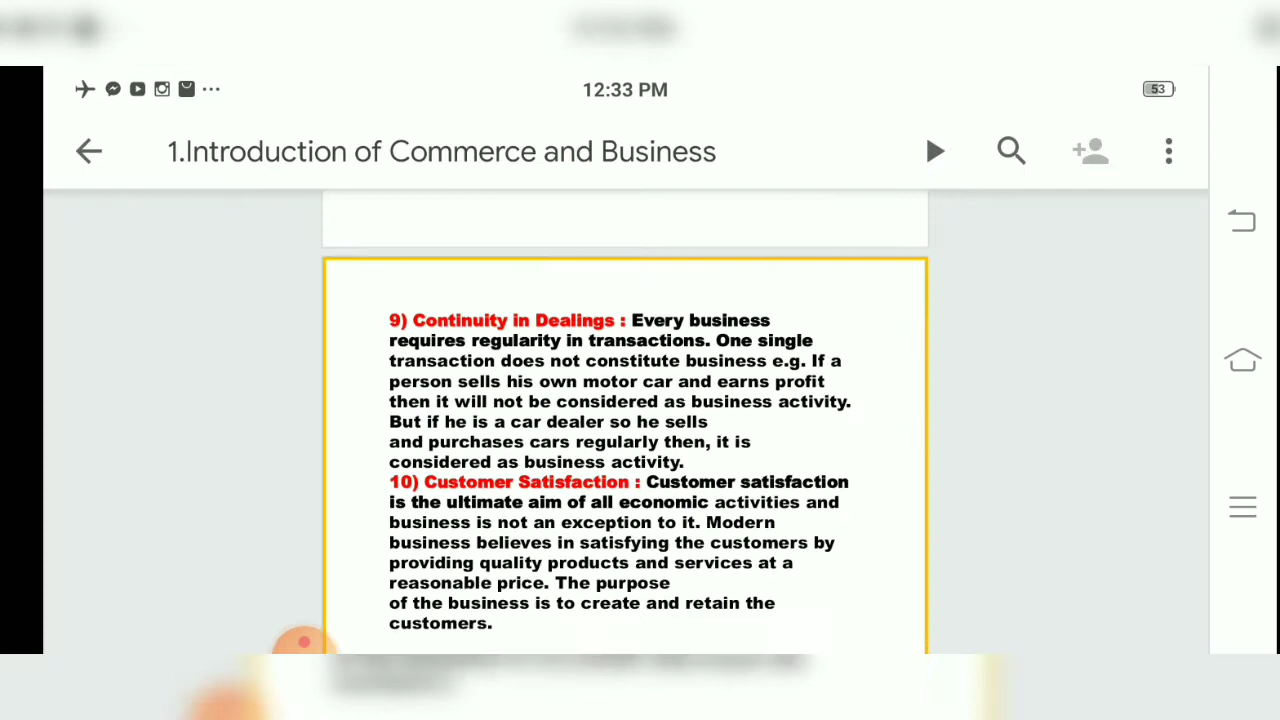 12:33 PM
53
1.Introduction of Commerce and Business
9) Continuity in Dealings : Every business
requires regularity in transactions. One single
transaction does not constitute business e.g. If a
person sells his own motor car and earns profit
then it will not be considered as business activity.
But if he is a car dealer so he sells
and purchases cars regularly then, it is
considered as business activity.
10) Customer Satisfaction : Customer satisfaction
is the ultimate aim of all economic activities and
business is not an exception to it. Modern
business believes in satisfying the customers by
providing quality products and services at a
reasonable price. The purpose
of the business is to create and retain the
customers.